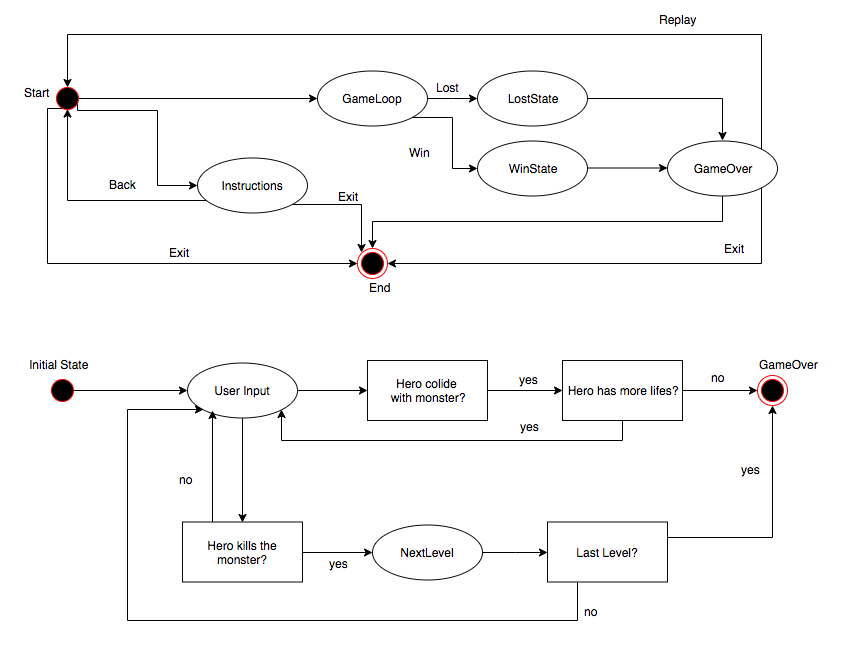 Replay
Start
GameLoop
Lost
LostState
Win
WinState
GameOver
Back
Instructions
Exit
Exit
Exit
End
Initial State
GameOver
User Input
Hero colide
with monster?
yes
Hero has more lifes?
no
yes
no
yes
Hero kills the
monster?
yes
NextLevel
Last Level?
no